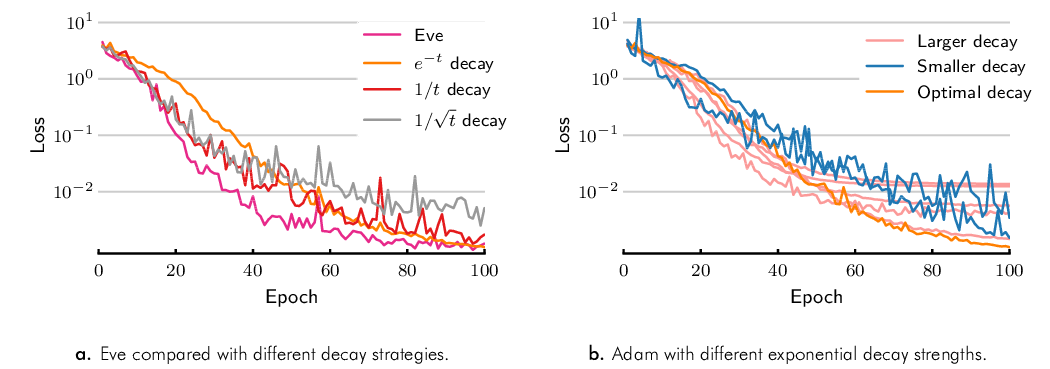 Loss
10¹
10⁰
10⁻¹
10⁻²
0 20 40 60 80 100
Epoch
Eve
e⁻ᵗ decay
1/t decay
1/√t decay
a. Eve compared with different decay strategies.
Loss
10¹
10⁰
10⁻¹
10⁻²
0 20 40 60 80 100
Epoch
Larger decay
Smaller decay
Optimal decay
b. Adam with different exponential decay strengths.